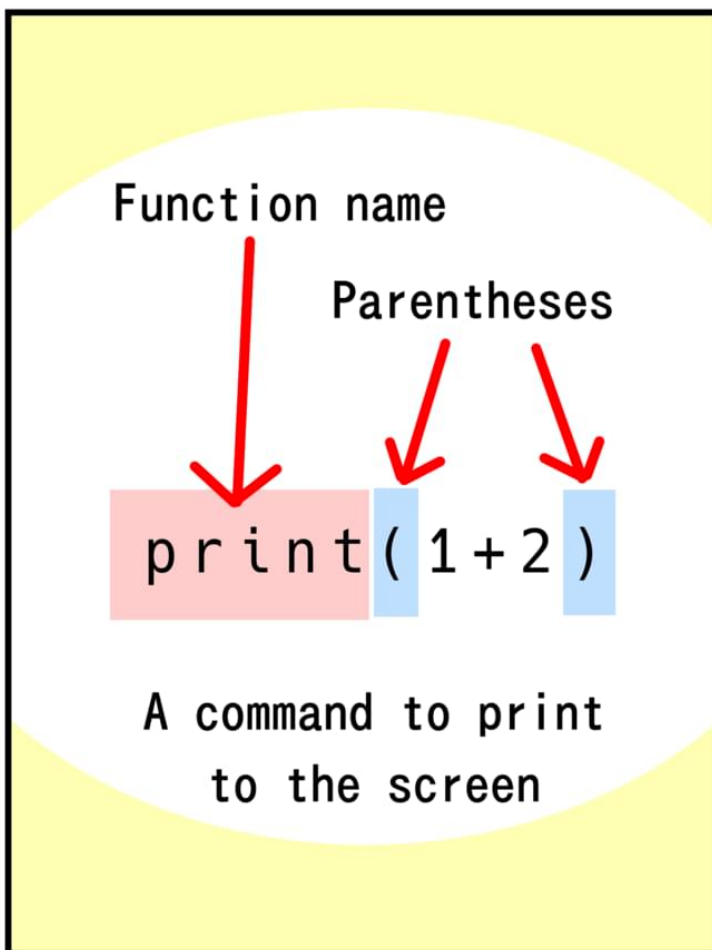 Function name
Parentheses
print(1+2)
A command to print
to the screen